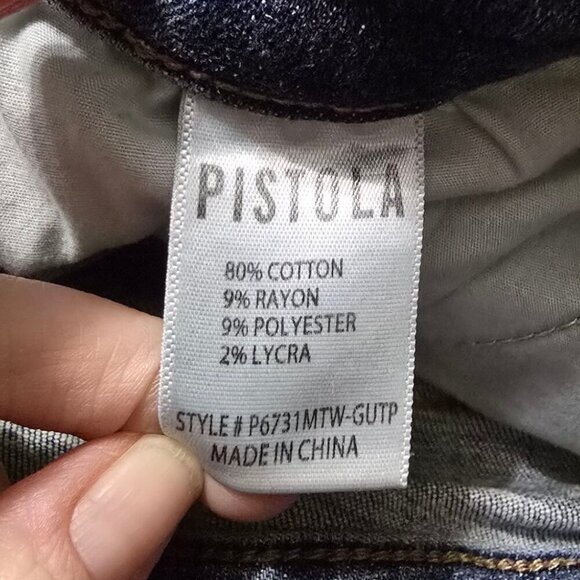 PISTOLA
80% COTTON
9% RAYON
9% POLYESTER
2% LYCRA
STYLE # P6731MTW-GUTP
MADE IN CHINA